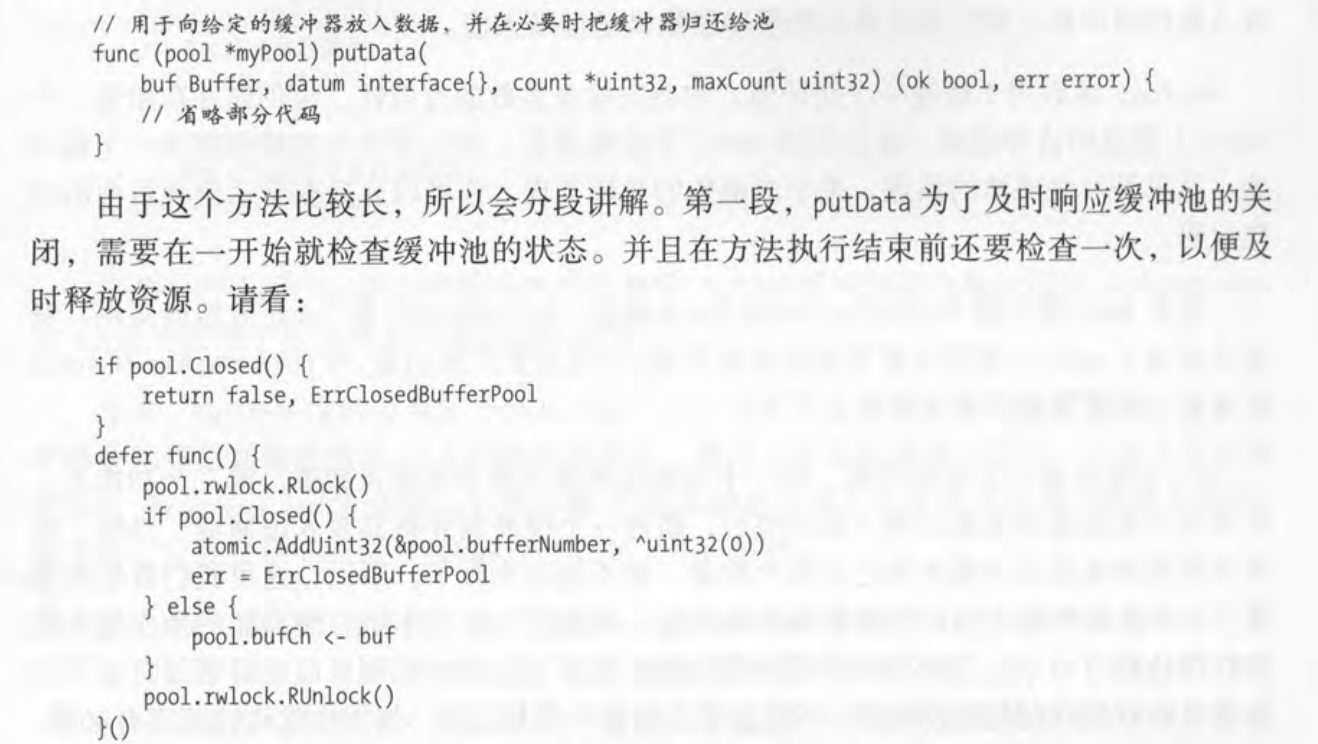 // 用于向给定的缓冲器放入数据，并在必要时把缓冲器归还给池
func (pool *myPool) putData(
    buf Buffer, datum interface{}, count *uint32, maxCount uint32) (ok bool, err error) {
    // 省略部分代码
}
由于这个方法比较长，所以会分段讲解。第一段，putData为了及时响应缓冲池的关
闭，需要在一开始就检查缓冲池的状态。并且在方法执行结束前还要检查一次，以便及
时释放资源。请看：
if pool.Closed() {
    return false, ErrClosedBufferPool
}
defer func() {
    pool.rwlock.RLock()
    if pool.Closed() {
        atomic.AddUint32(&pool.bufferNumber, ^uint32(0))
        err = ErrClosedBufferPool
    } else {
        pool.bufCh <- buf
    }
    pool.rwlock.RUnlock()
}()